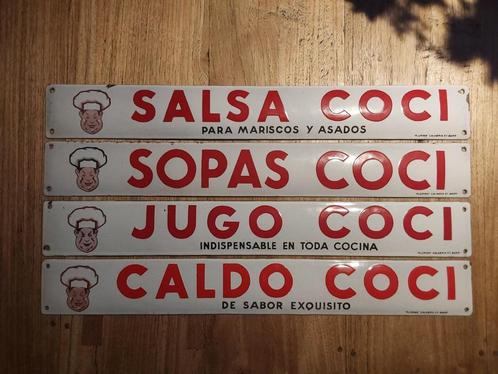 SALSA COCI
PARA MARISCOS Y ASADOS
SOPAS COCI
JUGO COCI
INDISPENSABLE EN TODA COCINA
CALDO COCI
DE SABOR EXQUISITO